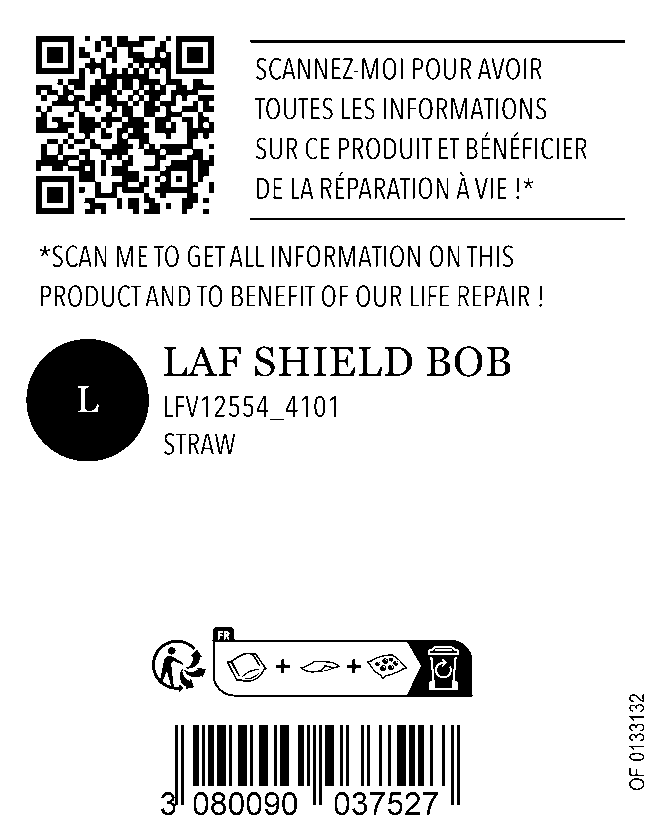 SCANNEZ-MOI POUR AVOIR
TOUTES LES INFORMATIONS
SUR CE PRODUIT ET BÉNÉFICIER
DE LA RÉPARATION À VIE !*
*SCAN ME TO GET ALL INFORMATION ON THIS
PRODUCT AND TO BENEFIT OF OUR LIFE REPAIR !
L
LAF SHIELD BOB
LFV12554_4101
STRAW
FR
+ +
3 080090 037527
OF 0133132